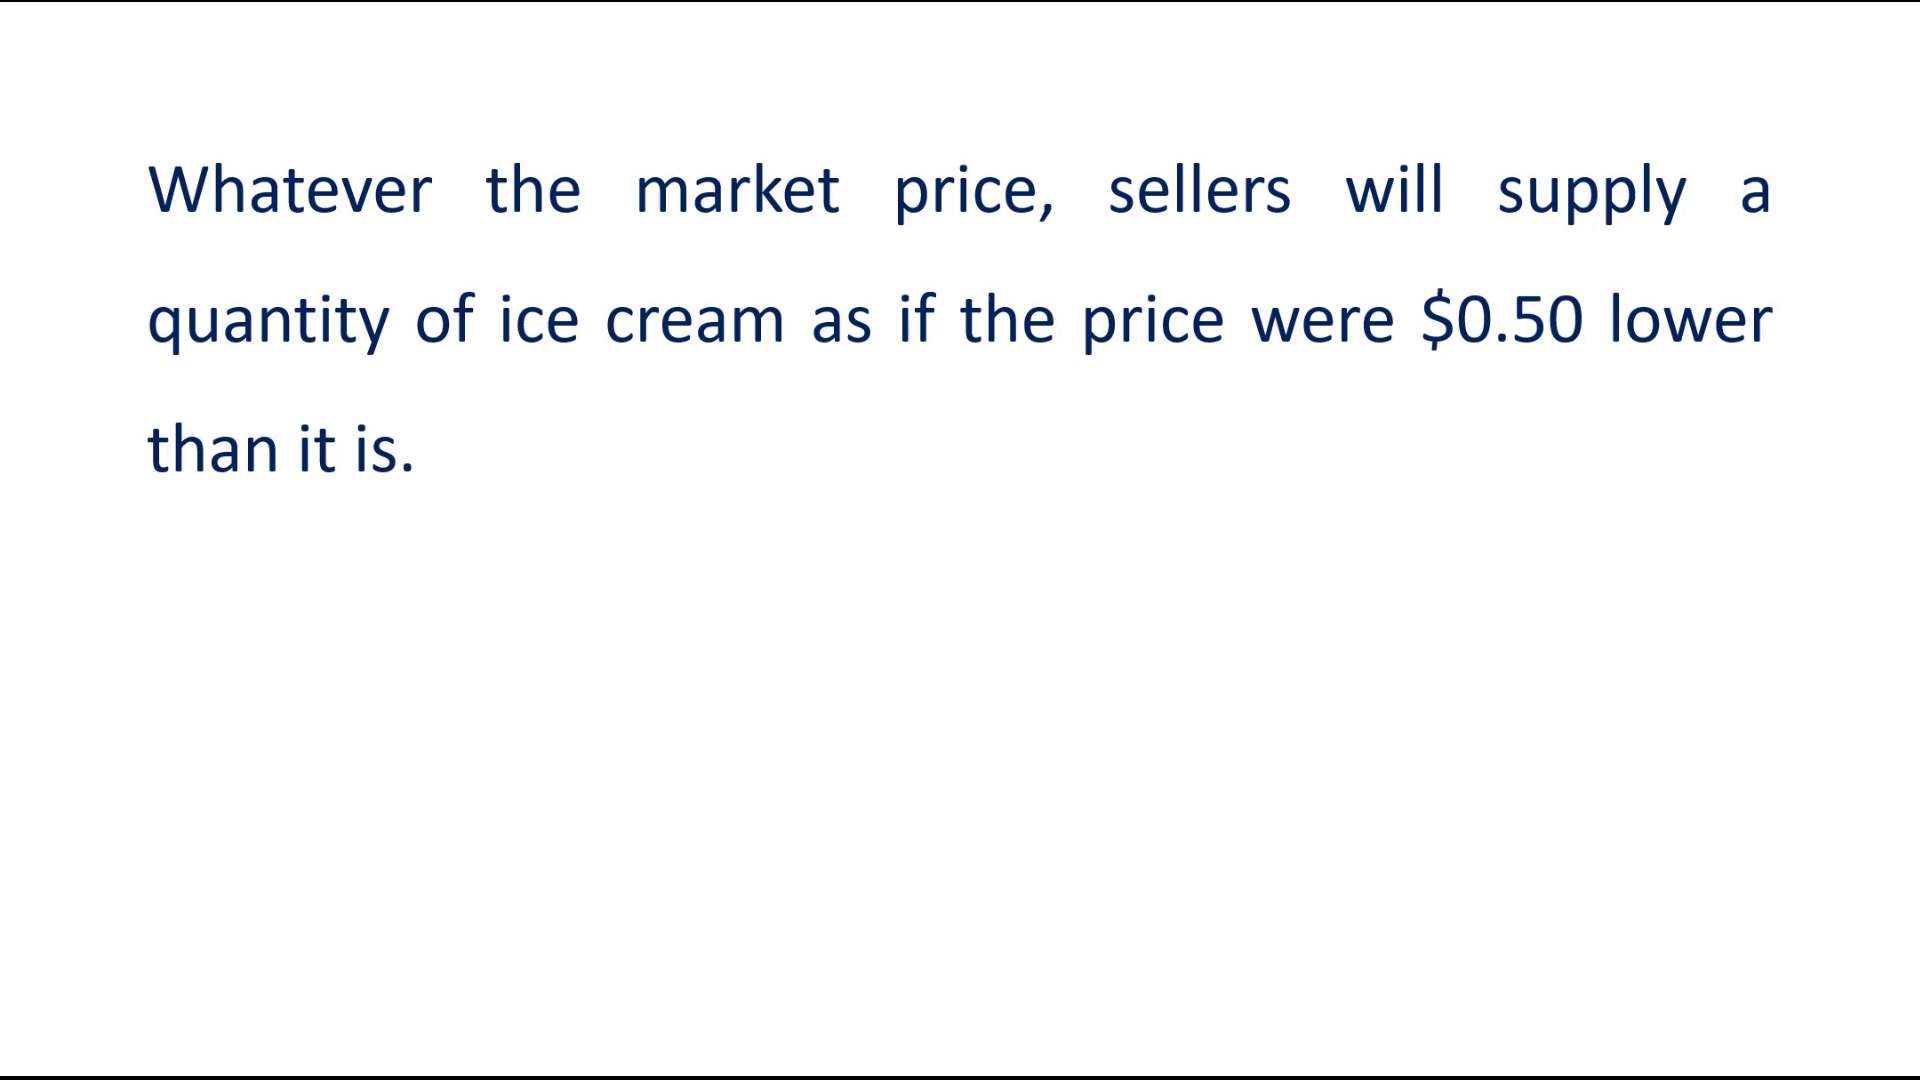 Whatever the market price, sellers will supply a
quantity of ice cream as if the price were $0.50 lower
than it is.